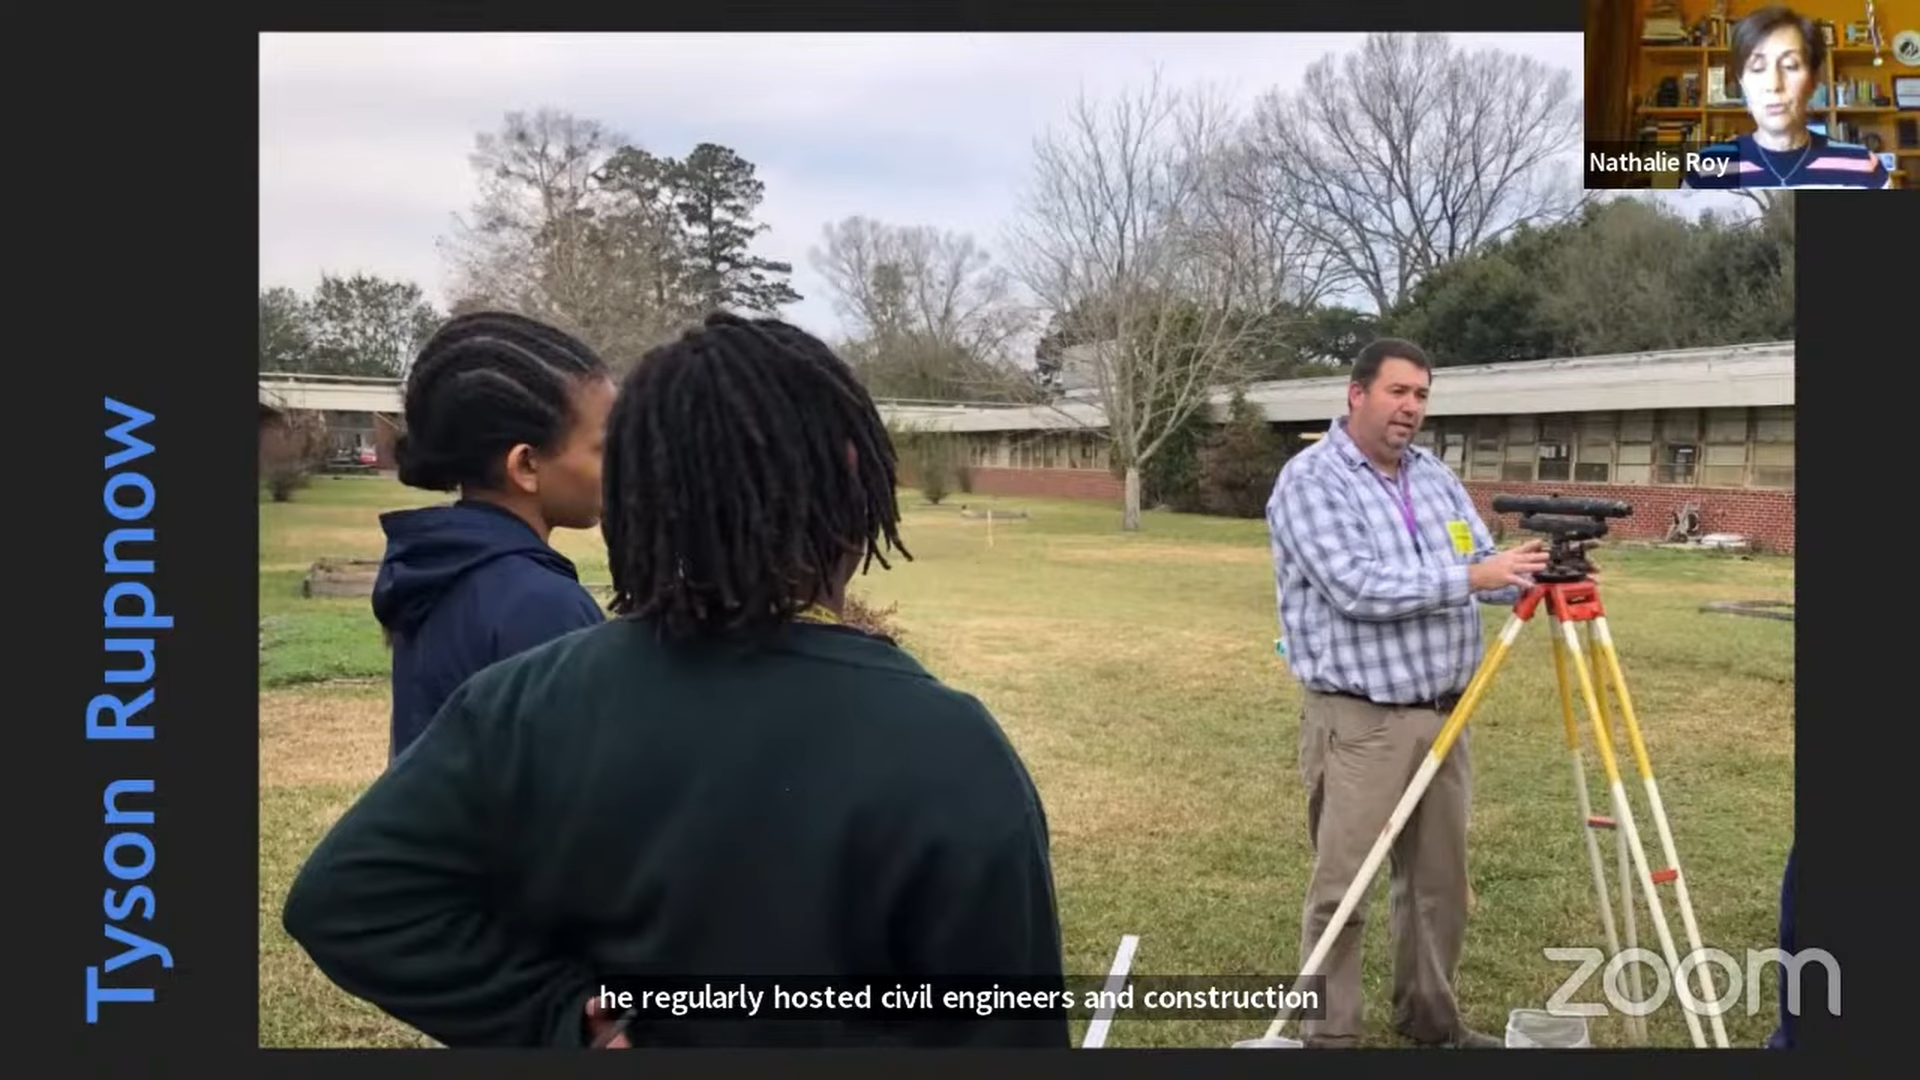 Nathalie Roy
Tyson Rupnow
he regularly hosted civil engineers and construction
zoom